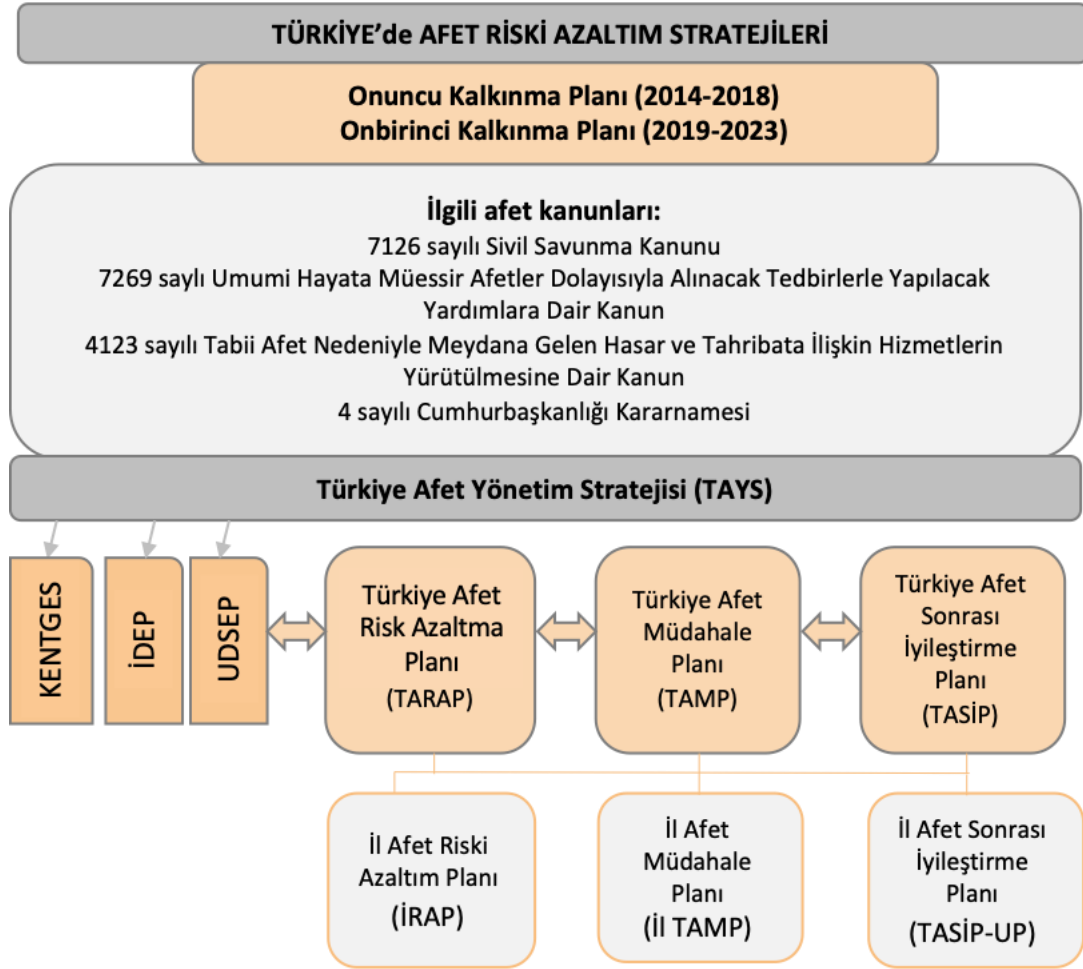 TÜRKİYE’de AFET RİSKİ AZALTIM STRATEJİLERİ
Onuncu Kalkınma Planı (2014-2018)
Onbirinci Kalkınma Planı (2019-2023)
İlgili afet kanunları:
7126 sayılı Sivil Savunma Kanunu
7269 saylı Umumi Hayata Müessir Afetler Dolayısıyla Alınacak Tedbirlerle Yapılacak
Yardımlara Dair Kanun
4123 sayılı Tabii Afet Nedeniyle Meydana Gelen Hasar ve Tahribata İlişkin Hizmetlerin
Yürütülmesine Dair Kanun
4 sayılı Cumhurbaşkanlığı Kararnamesi
Türkiye Afet Yönetim Stratejisi (TAYS)
KENTGES
İDEP
UDSEP
Türkiye Afet
Risk Azaltma
Planı
(TARAP)
Türkiye Afet
Müdahale
Planı
(TAMP)
Türkiye Afet
Sonrası
İyileştirme
Planı
(TASİP)
İl Afet Riski
Azaltım Planı
(İRAP)
İl Afet
Müdahale
Planı
(İl TAMP)
İl Afet Sonrası
İyileştirme
Planı
(TASİP-UP)